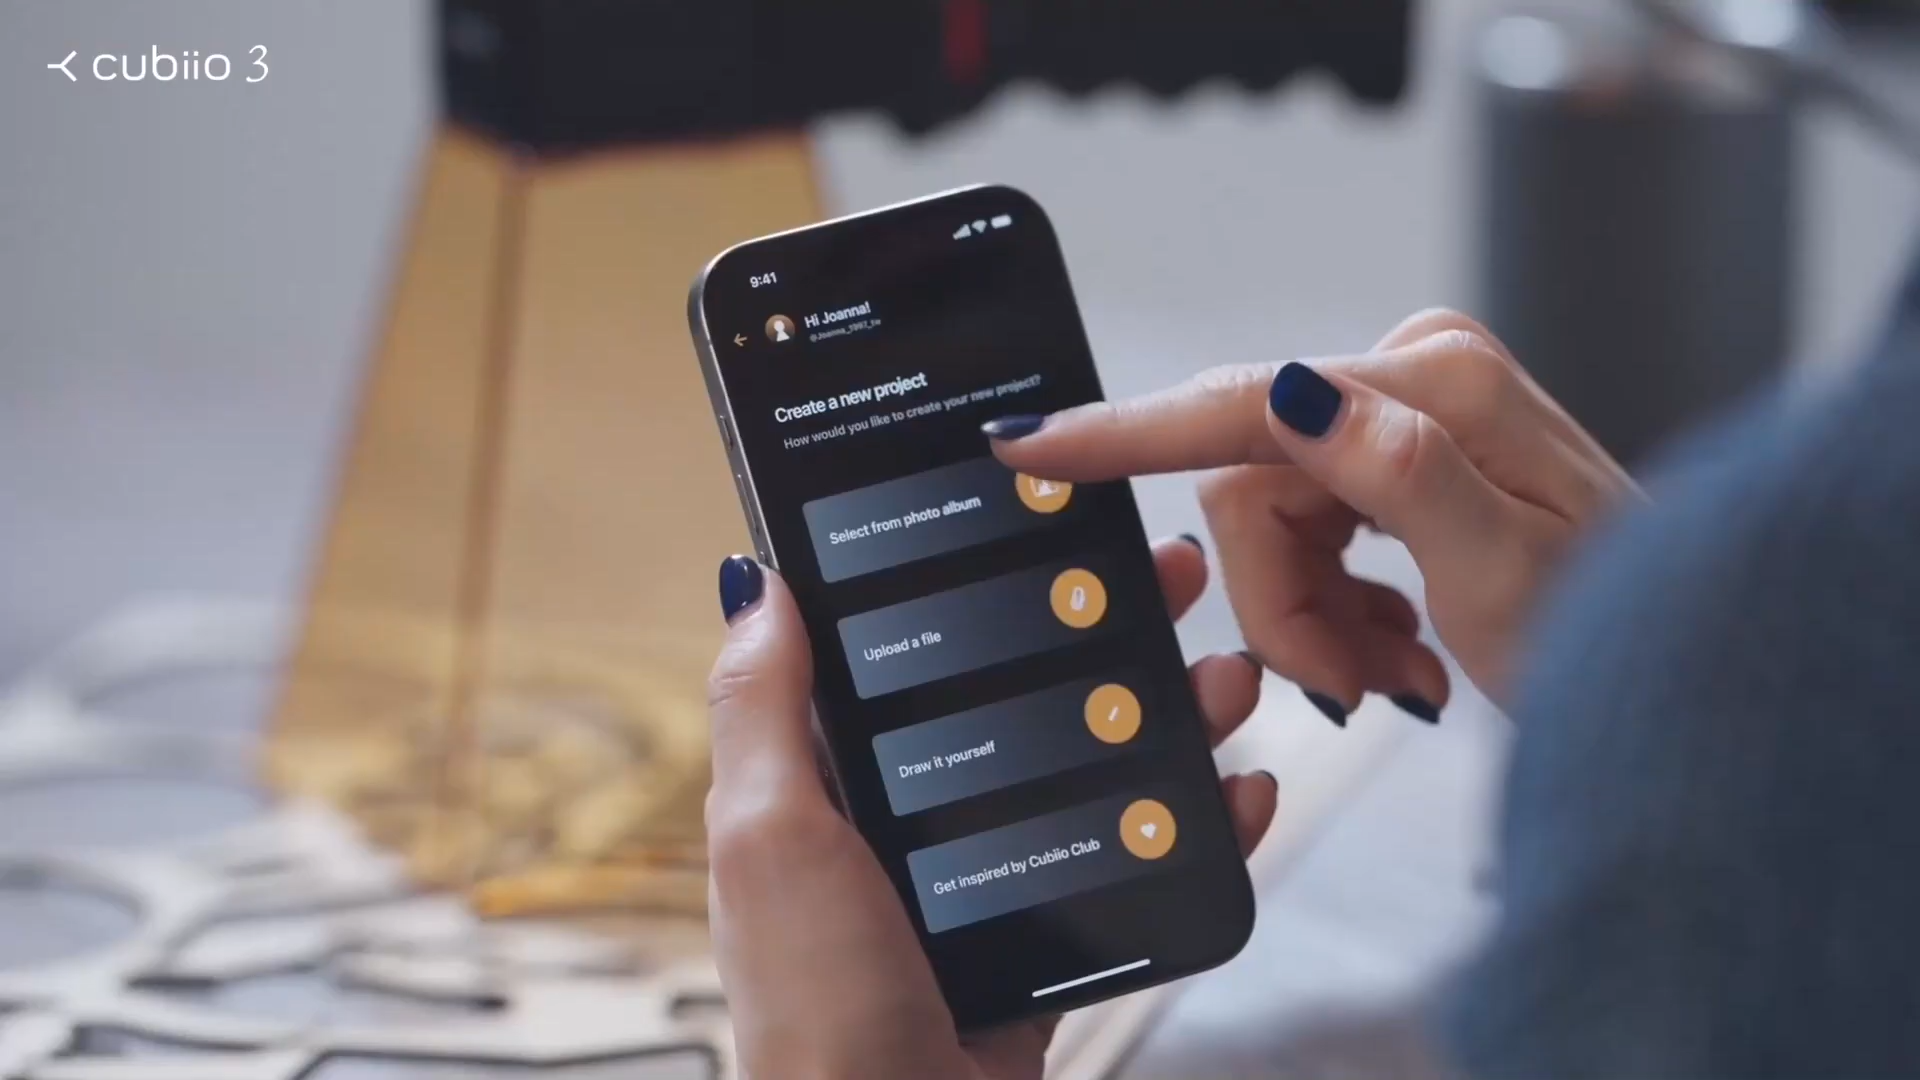 cubiio 3
9:41
Hi Joanna!
Create a new project
How would you like to create your new project?
Select from photo album
Upload a file
Draw it yourself
Get inspired by Cubiio Club